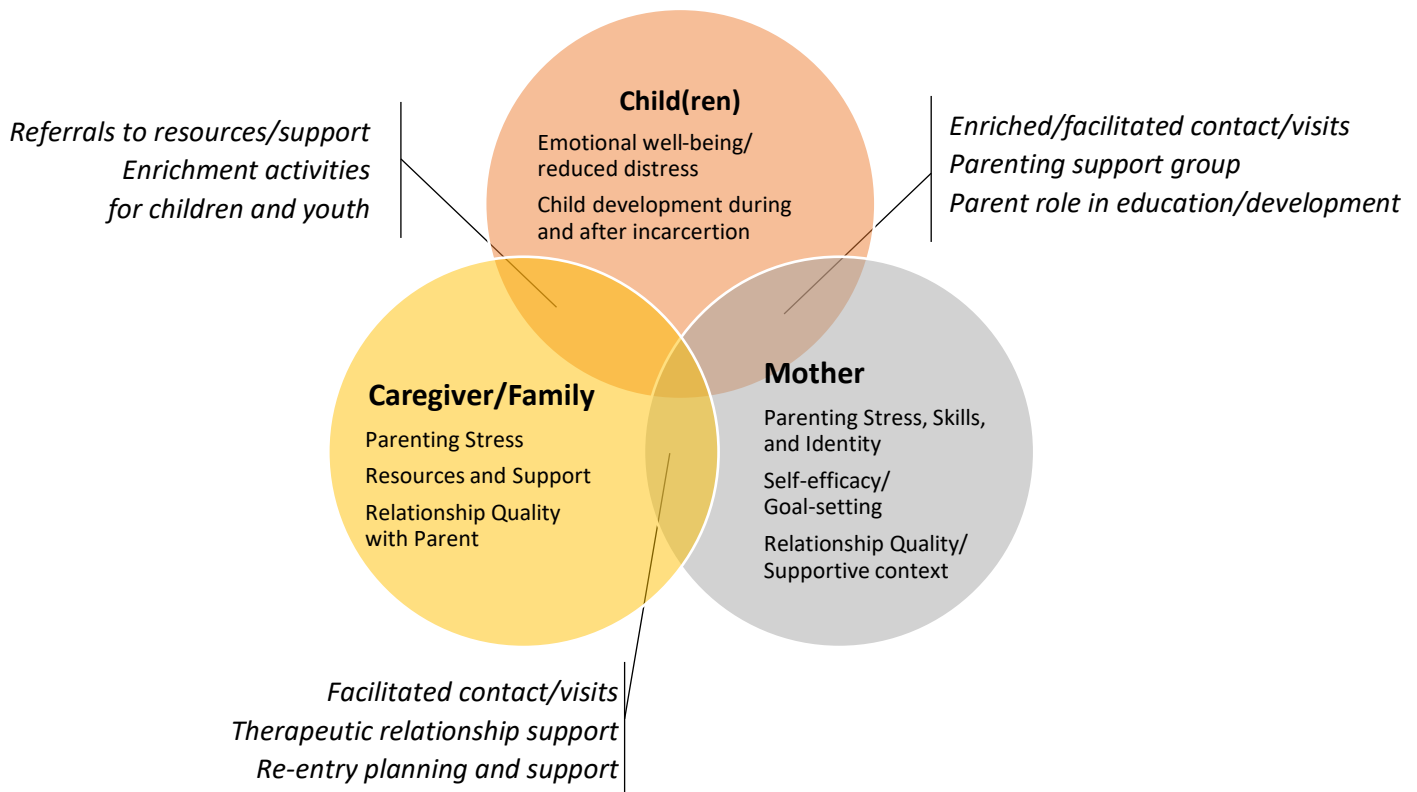 Child(ren)
Emotional well-being/
reduced distress
Child development during
and after incarcertion
Referrals to resources/support
Enrichment activities
for children and youth
Enriched/facilitated contact/visits
Parenting support group
Parent role in education/development
Caregiver/Family
Parenting Stress
Resources and Support
Relationship Quality
with Parent
Mother
Parenting Stress, Skills,
and Identity
Self-efficacy/
Goal-setting
Relationship Quality/
Supportive context
Facilitated contact/visits
Therapeutic relationship support
Re-entry planning and support